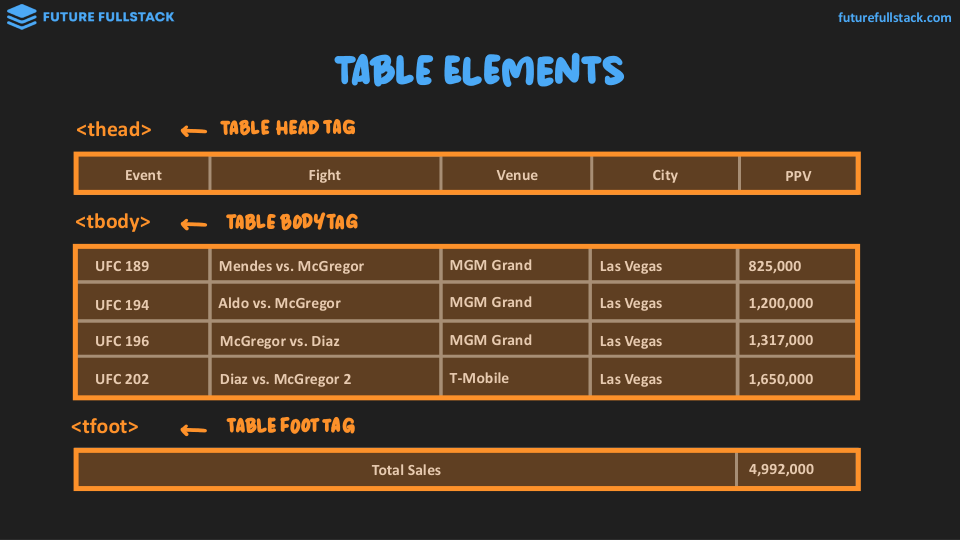 FUTURE FULLSTACK
futurefullstack.com
TABLE ELEMENTS
<thead> TABLE HEAD TAG
Event Fight Venue City PPV
<tbody> TABLE BODY TAG
UFC 189 Mendes vs. McGregor MGM Grand Las Vegas 825,000
UFC 194 Aldo vs. McGregor MGM Grand Las Vegas 1,200,000
UFC 196 McGregor vs. Diaz MGM Grand Las Vegas 1,317,000
UFC 202 Diaz vs. McGregor 2 T-Mobile Las Vegas 1,650,000
<tfoot> TABLE FOOT TAG
Total Sales 4,992,000